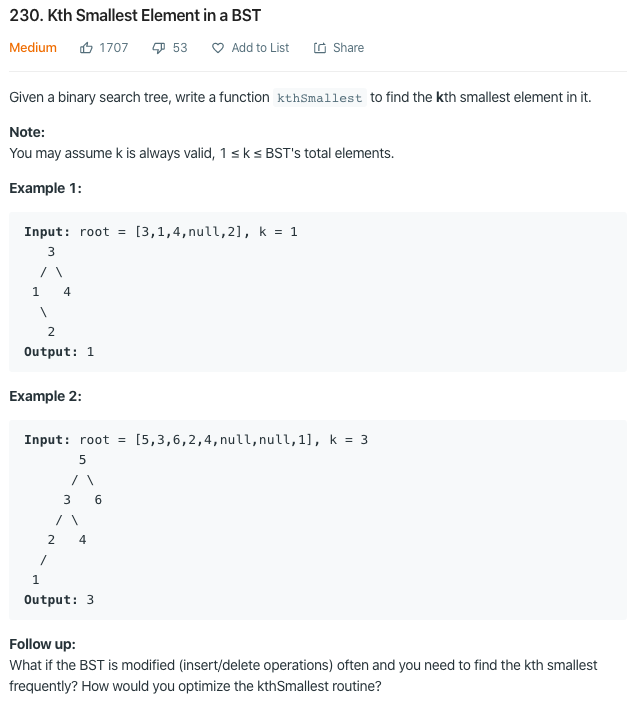 230. Kth Smallest Element in a BST
Medium 1707 53 Add to List Share
Given a binary search tree, write a function kthSmallest to find the kth smallest element in it.
Note:
You may assume k is always valid, 1 ≤ k ≤ BST's total elements.
Example 1:
Input: root = [3,1,4,null,2], k = 1
   3
  / \
 1   4
  \
   2
Output: 1
Example 2:
Input: root = [5,3,6,2,4,null,null,1], k = 3
       5
      / \
     3   6
    / \
   2   4
  /
 1
Output: 3
Follow up:
What if the BST is modified (insert/delete operations) often and you need to find the kth smallest
frequently? How would you optimize the kthSmallest routine?